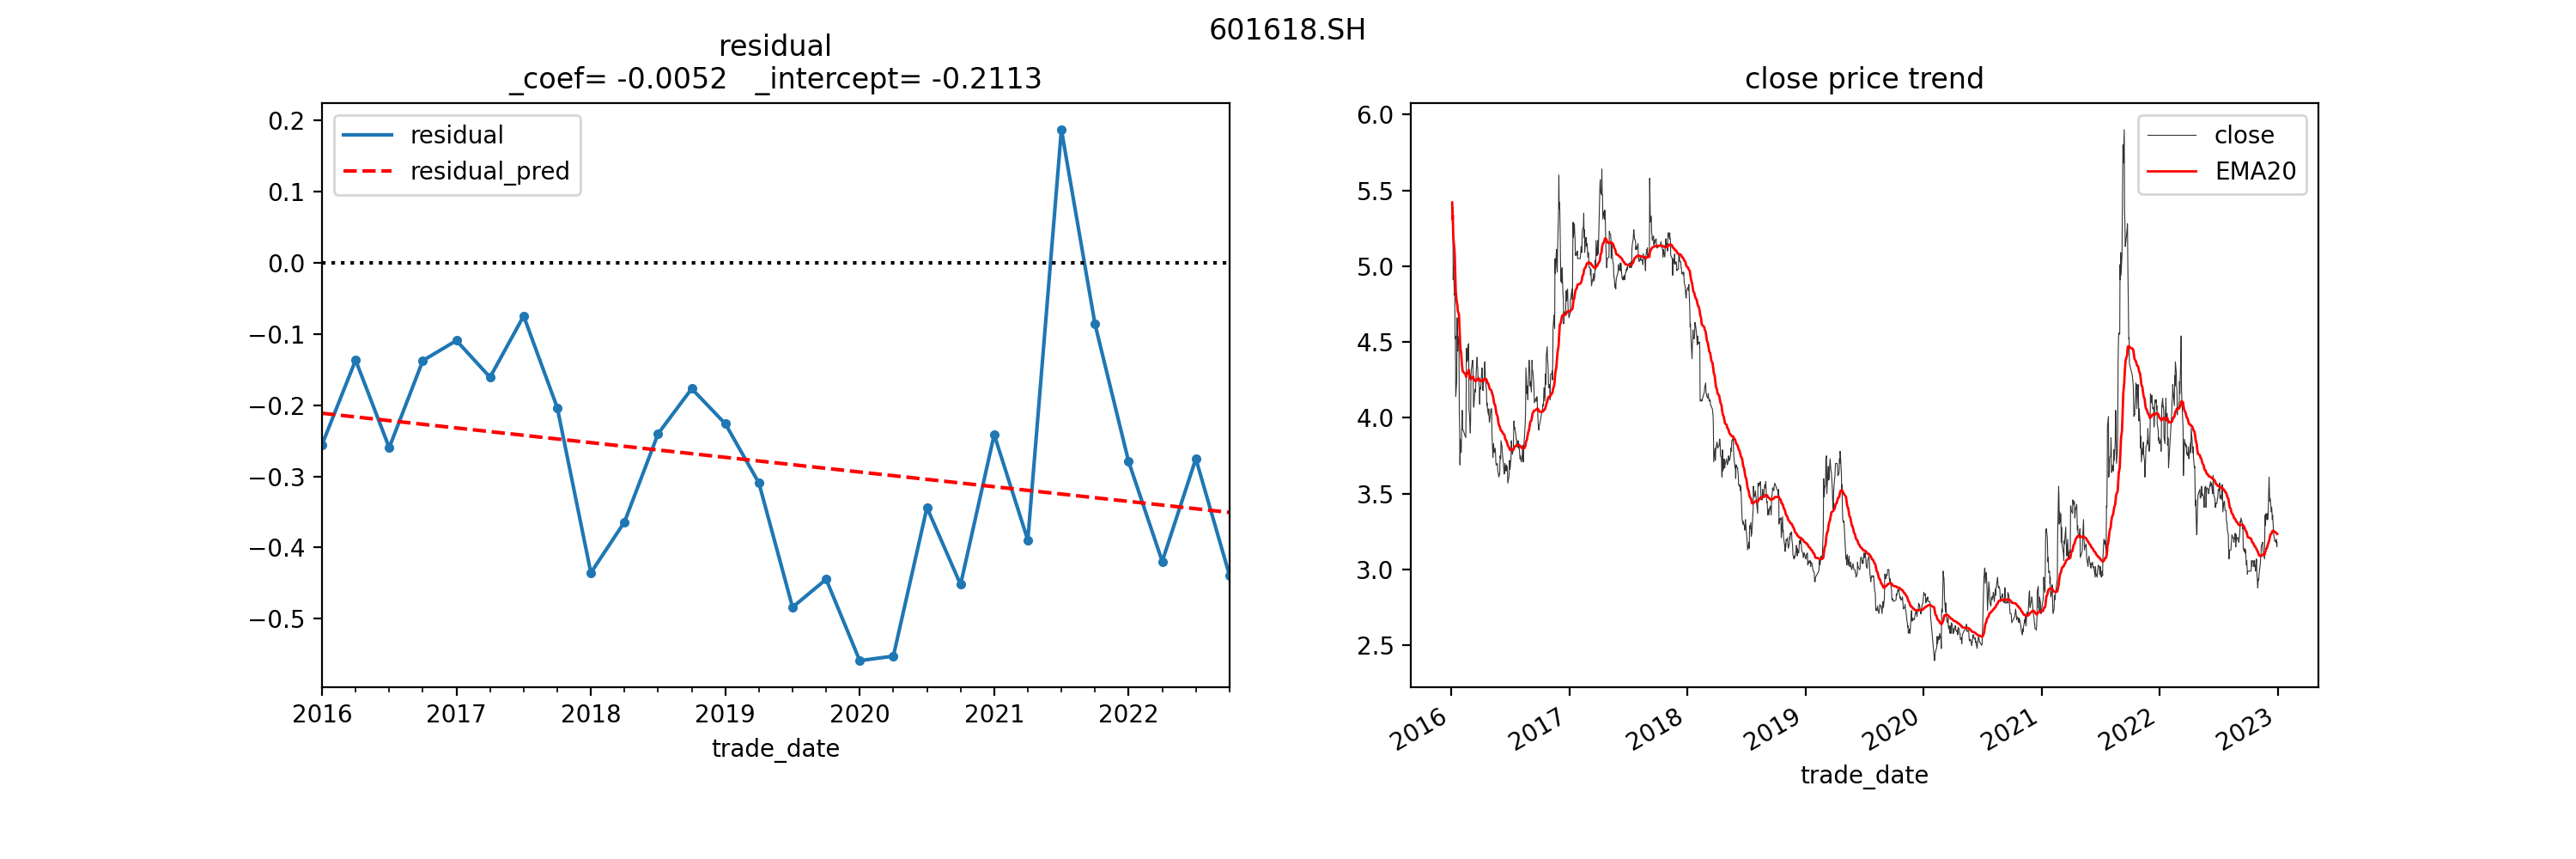 601618.SH
residual
_coef= -0.0052   _intercept= -0.2113
residual
residual_pred
0.2
0.1
0.0
−0.1
−0.2
−0.3
−0.4
−0.5
2016 2017 2018 2019 2020 2021 2022
trade_date
close price trend
close
EMA20
6.0
5.5
5.0
4.5
4.0
3.5
3.0
2.5
2016 2017 2018 2019 2020 2021 2022 2023
trade_date